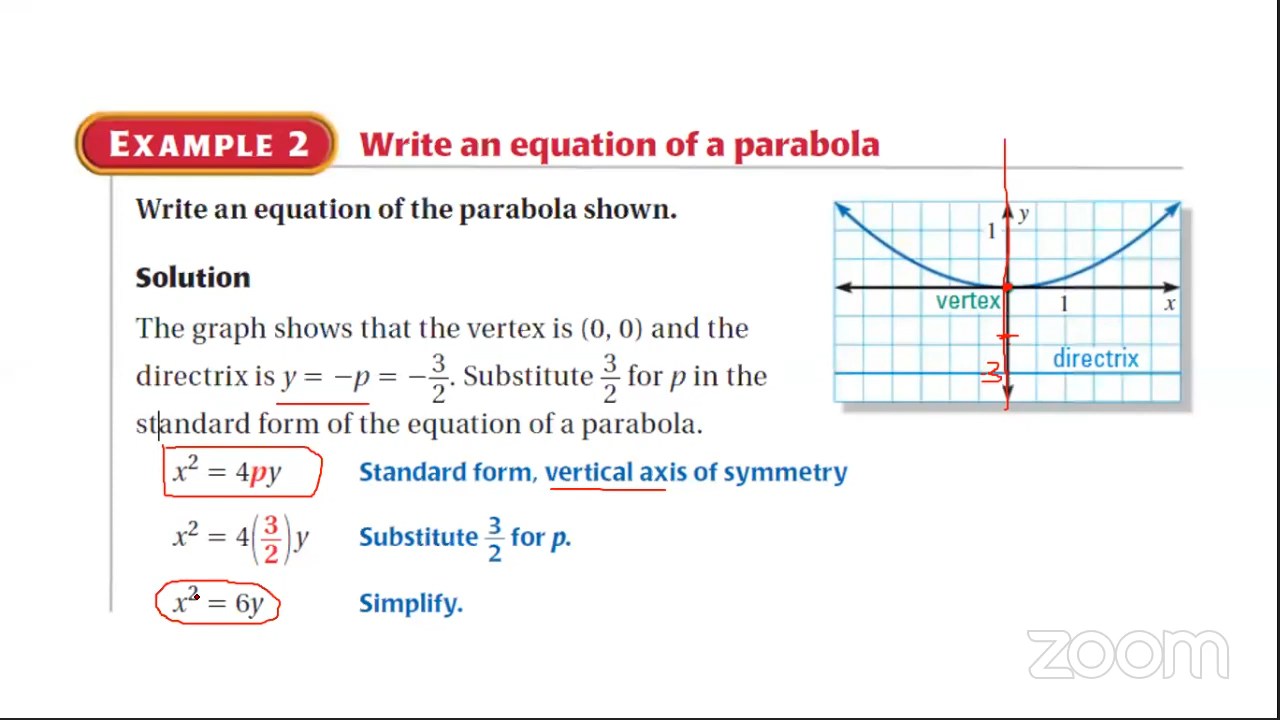 EXAMPLE 2 Write an equation of a parabola
Write an equation of the parabola shown.
Solution
The graph shows that the vertex is (0, 0) and the
directrix is y = −p = −3/2. Substitute 3/2 for p in the
standard form of the equation of a parabola.
x² = 4py Standard form, vertical axis of symmetry
x² = 4(3/2)y Substitute 3/2 for p.
x² = 6y Simplify.
y
1
vertex 1 x
directrix
-3
zoom